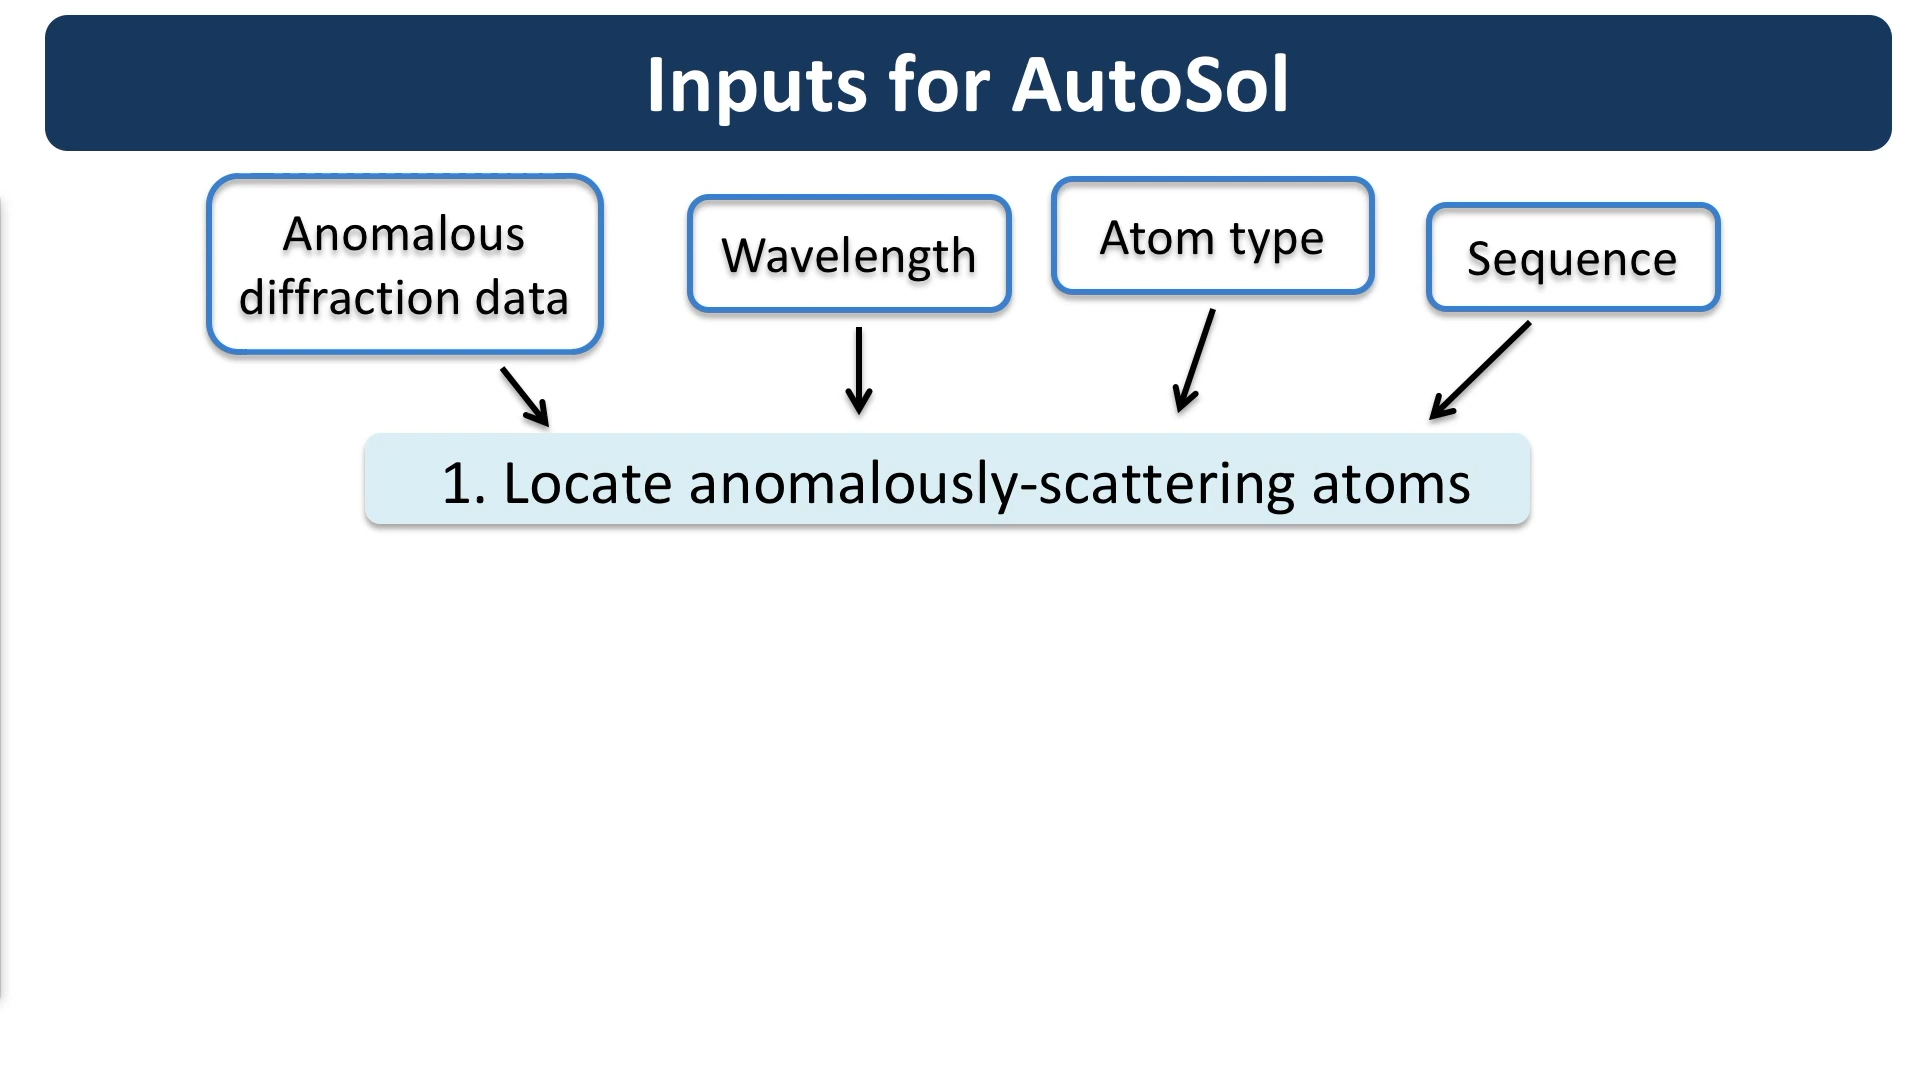 Inputs for AutoSol
Anomalous
diffraction data
Wavelength
Atom type
Sequence
1. Locate anomalously-scattering atoms